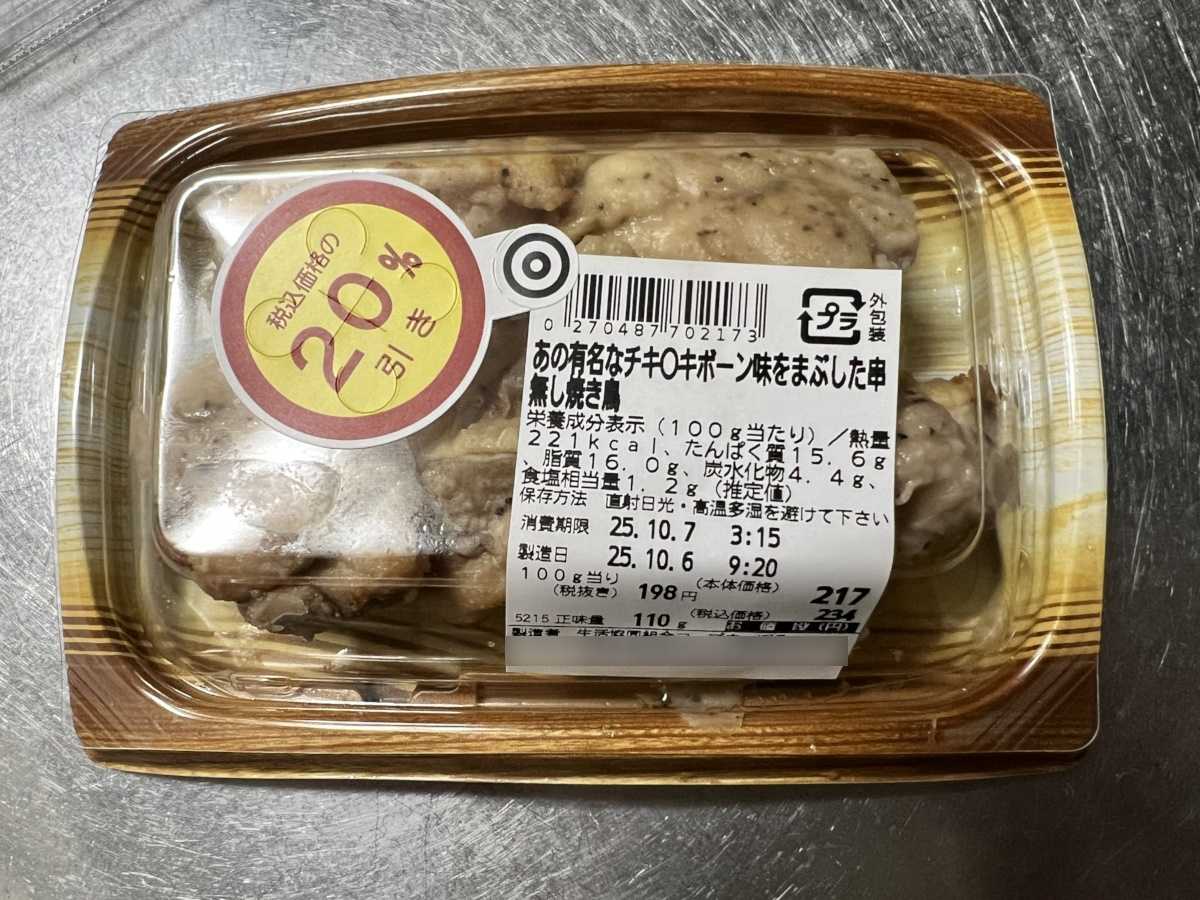 税込価格の
20%
引き
0 270487 702173
プラ
外包装
あの有名なチキ〇キボーン味をまぶした串
無し焼き鳥
栄養成分表示（100g当たり）／熱量
221kcal、たんぱく質15.6g
、脂質16.0g、炭水化物4.4g、
食塩相当量1.2g（推定値）
保存方法 直射日光・高温多湿を避けて下さい
消費期限 25.10.7 3:15
製造日 25.10.6 9:20
100g当り
(税抜き) 198円 (本体価格) 217
5215 正味量 110g (税込価格) 234
お値段(円)
製造者 生活協同組合コープ